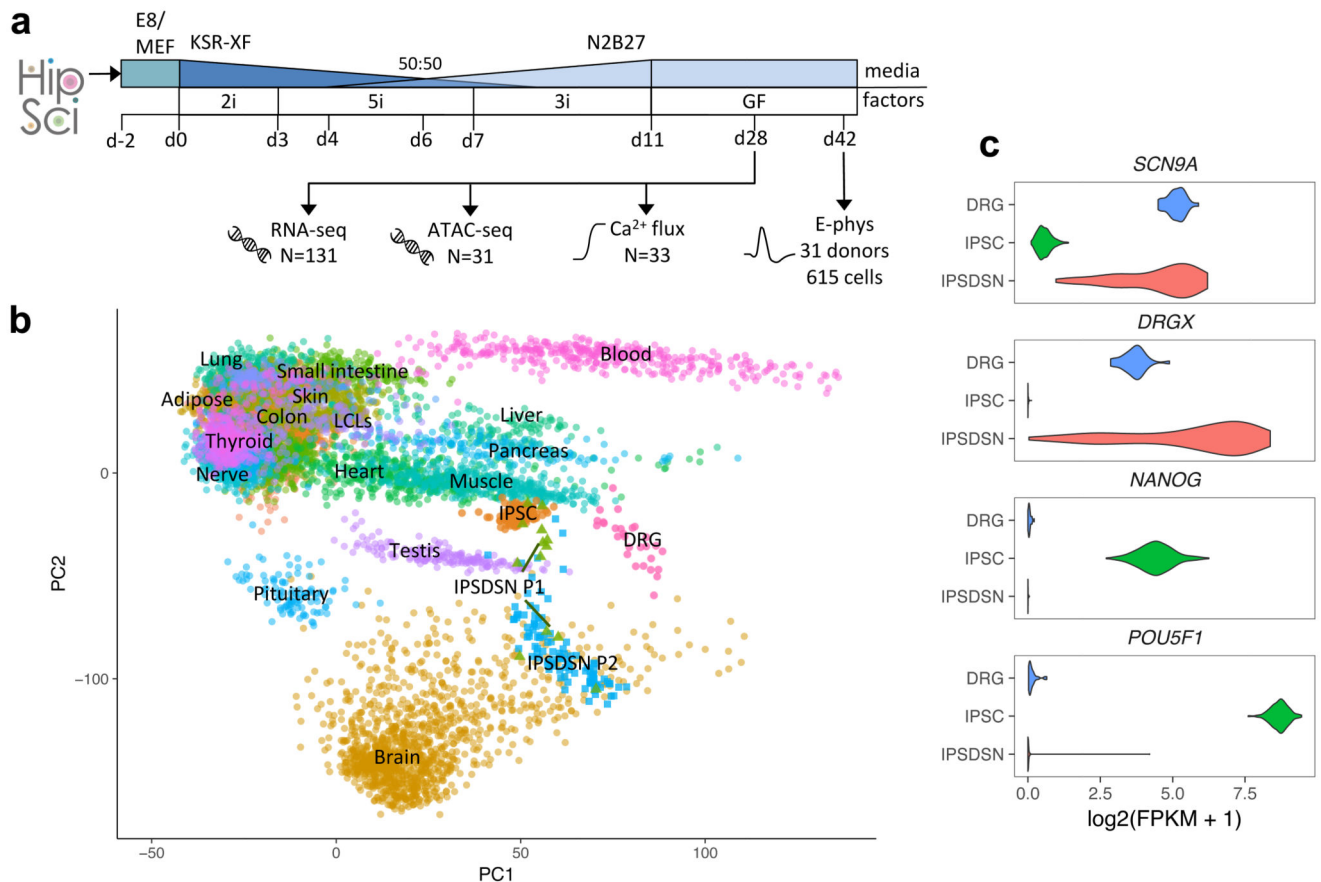 a
E8/
MEF
KSR-XF
50:50
N2B27
media
Hip
Sci
2i
5i
3i
GF
factors
d-2
d0
d3
d4
d6
d7
d11
d28
d42
RNA-seq
N=131
ATAC-seq
N=31
Ca²⁺ flux
N=33
E-phys
31 donors
615 cells
b
Lung
Small intestine
Blood
Adipose
Skin
Colon
LCLs
Liver
Thyroid
Pancreas
Nerve
Heart
Muscle
IPSC
DRG
Testis
IPSDSN P1
Pituitary
IPSDSN P2
Brain
0
−100
PC2
−50
0
50
100
PC1
c
SCN9A
DRG
IPSC
IPSDSN
DRGX
DRG
IPSC
IPSDSN
NANOG
DRG
IPSC
IPSDSN
POU5F1
DRG
IPSC
IPSDSN
0.0
2.5
5.0
7.5
log2(FPKM + 1)